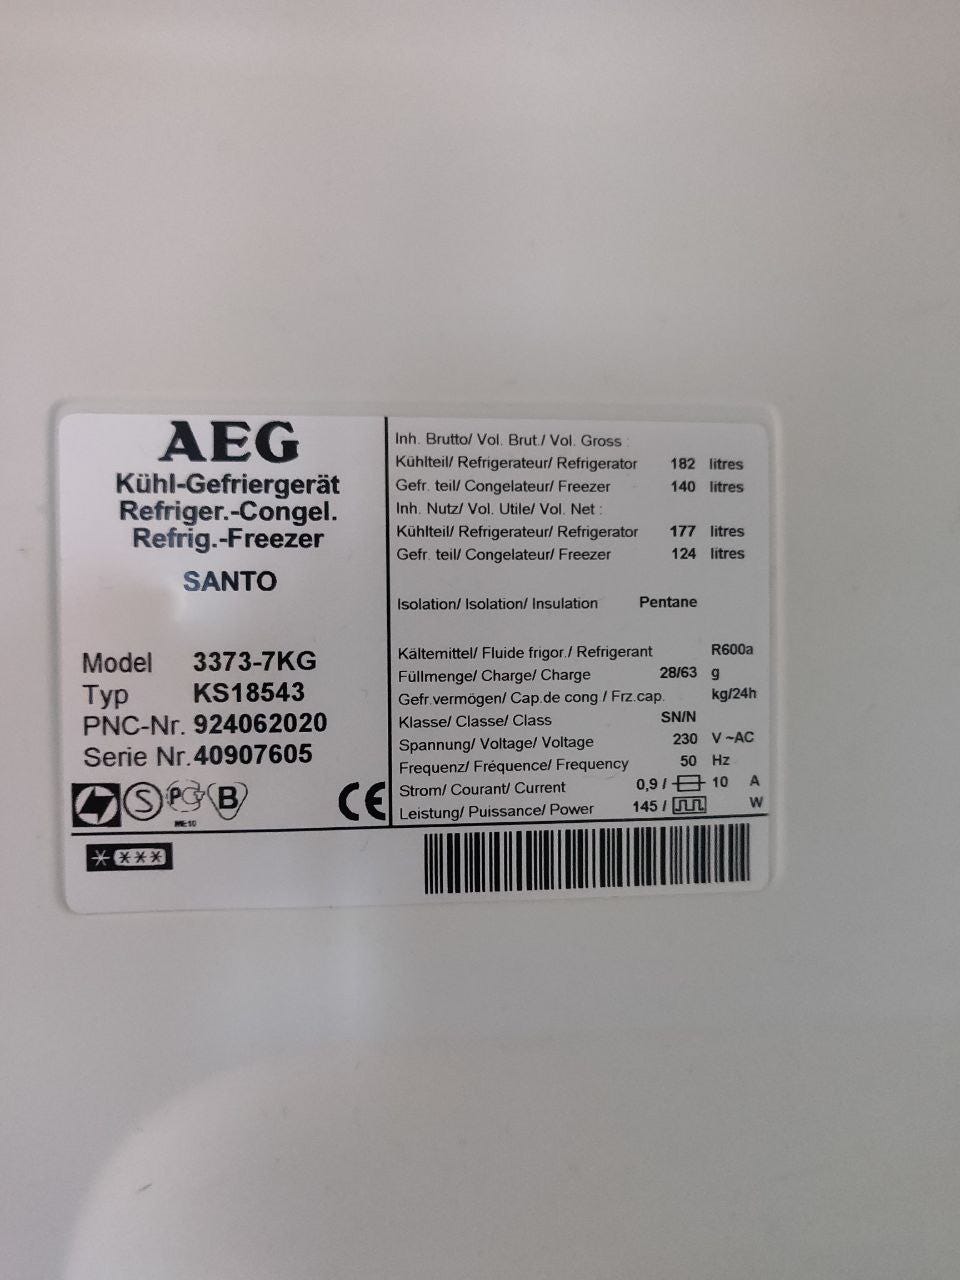 AEG
Kühl-Gefriergerät
Refriger.-Congel.
Refrig.-Freezer
SANTO
Model 3373-7KG
Typ KS18543
PNC-Nr. 924062020
Serie Nr. 40907605
S P B CE
ME10
Inh. Brutto/ Vol. Brut./ Vol. Gross :
Kühlteil/ Refrigerateur/ Refrigerator 182 litres
Gefr. teil/ Congelateur/ Freezer 140 litres
Inh. Nutz/ Vol. Utile/ Vol. Net :
Kühlteil/ Refrigerateur/ Refrigerator 177 litres
Gefr. teil/ Congelateur/ Freezer 124 litres
Isolation/ Isolation/ Insulation Pentane
Kältemittel/ Fluide frigor./ Refrigerant R600a
Füllmenge/ Charge/ Charge 28/63 g
Gefr.vermögen/ Cap.de cong / Frz.cap. kg/24h
Klasse/ Classe/ Class SN/N
Spannung/ Voltage/ Voltage 230 V ~AC
Frequenz/ Fréquence/ Frequency 50 Hz
Strom/ Courant/ Current 0,9 / 10 A
Leistung/ Puissance/ Power 145 / W